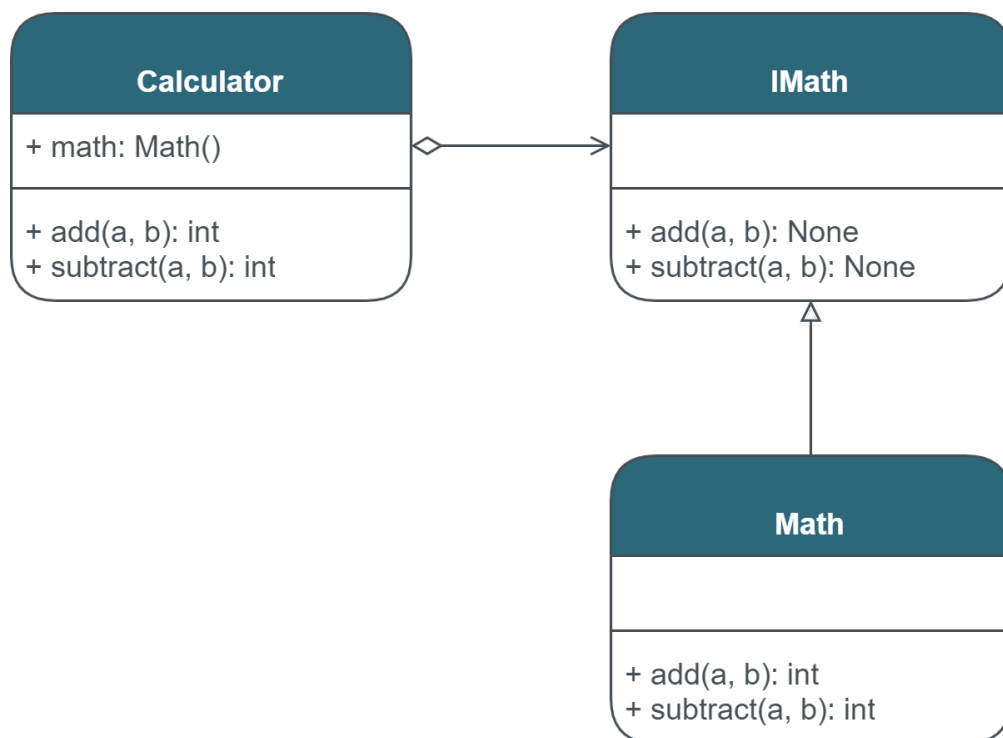 Calculator
+ math: Math()
+ add(a, b): int
+ subtract(a, b): int
IMath
+ add(a, b): None
+ subtract(a, b): None
Math
+ add(a, b): int
+ subtract(a, b): int